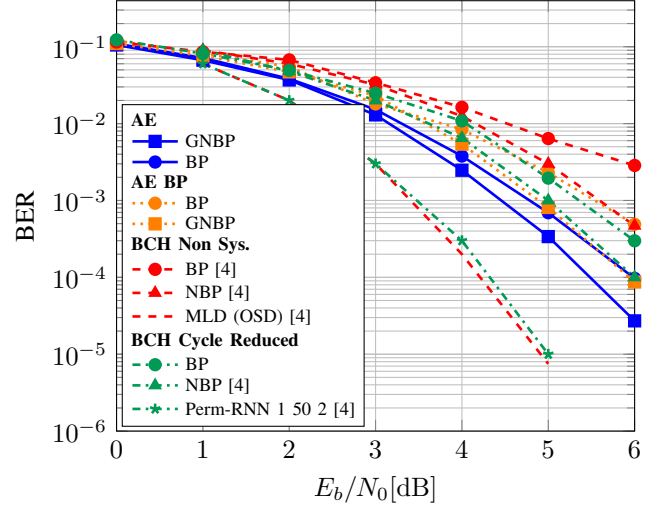 10−1
10−2
10−3
10−4
10−5
10−6
BER
AE
GNBP
BP
AE BP
BP
GNBP
BCH Non Sys.
BP [4]
NBP [4]
MLD (OSD) [4]
BCH Cycle Reduced
BP
NBP [4]
Perm-RNN 1 50 2 [4]
0 1 2 3 4 5 6
Eb/N0[dB]